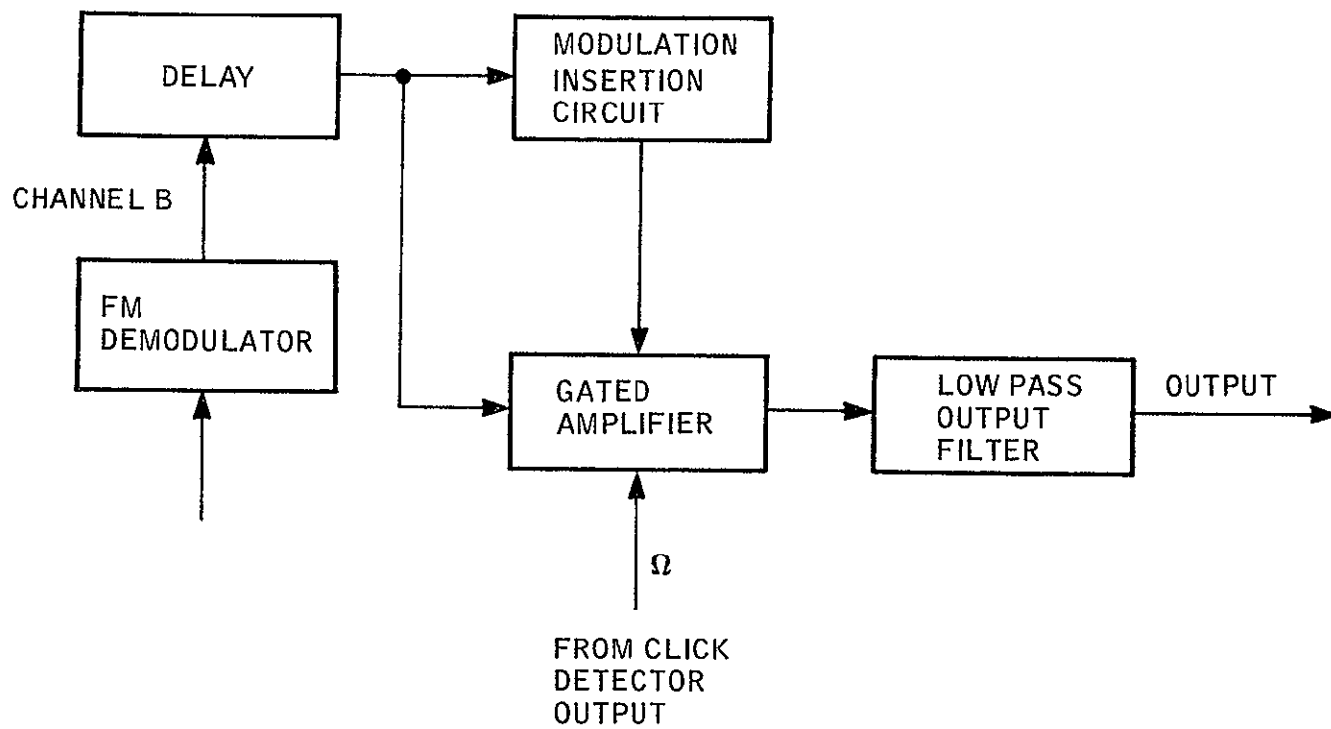 DELAY
MODULATION
INSERTION
CIRCUIT
CHANNEL B
FM
DEMODULATOR
GATED
AMPLIFIER
LOW PASS
OUTPUT
FILTER
OUTPUT
Ω
FROM CLICK
DETECTOR
OUTPUT